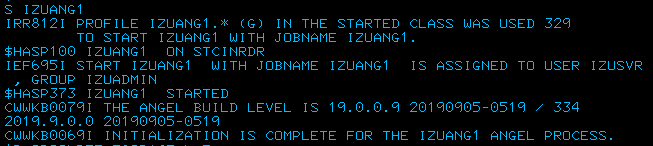 S IZUANG1
IRR812I PROFILE IZUANG1.* (G) IN THE STARTED CLASS WAS USED 329
TO START IZUANG1 WITH JOBNAME IZUANG1.
$HASP100 IZUANG1 ON STCINRDR
IEF695I START IZUANG1 WITH JOBNAME IZUANG1 IS ASSIGNED TO USER IZUSVR
, GROUP IZUADMIN
$HASP373 IZUANG1 STARTED
CWWKB0079I THE ANGEL BUILD LEVEL IS 19.0.0.9 20190905-0519 / 334
2019.9.0.0 20190905-0519
CWWKB0069I INITIALIZATION IS COMPLETE FOR THE IZUANG1 ANGEL PROCESS.